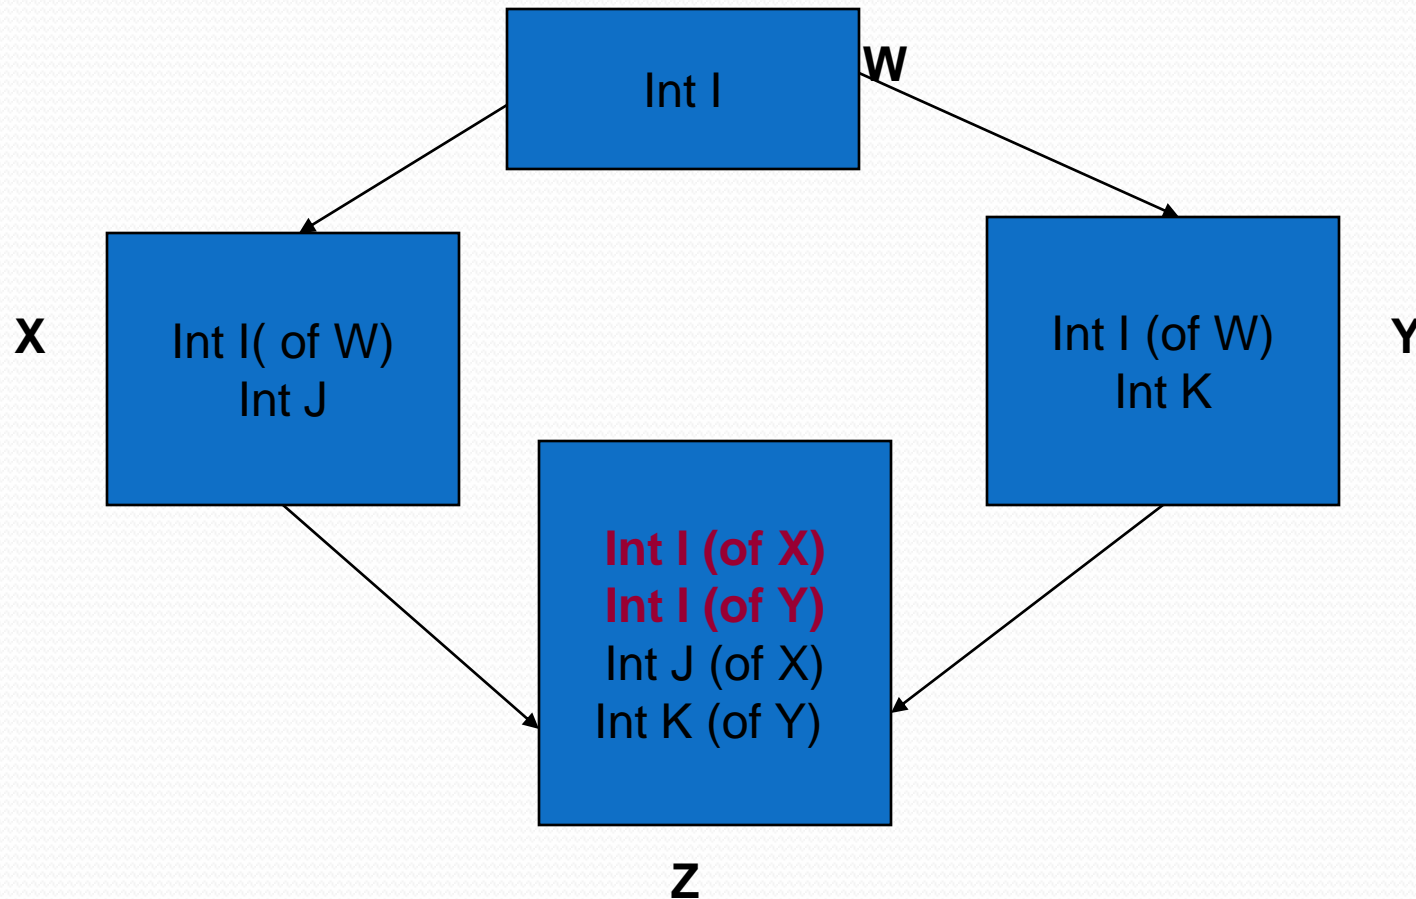 W
Int I
X
Int I( of W)
Int J
Int I (of W)
Int K
Y
Int I (of X)
Int I (of Y)
Int J (of X)
Int K (of Y)
Z